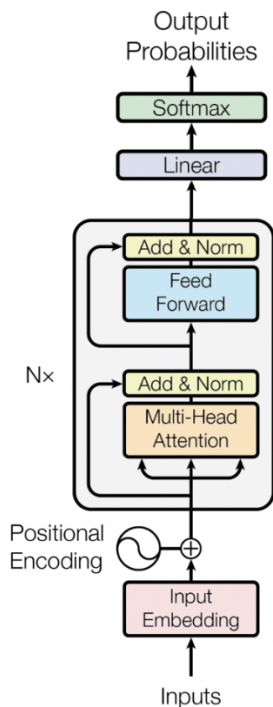 Output
Probabilities
Softmax
Linear
Add & Norm
Feed
Forward
N×
Add & Norm
Multi-Head
Attention
Positional
Encoding
Input
Embedding
Inputs